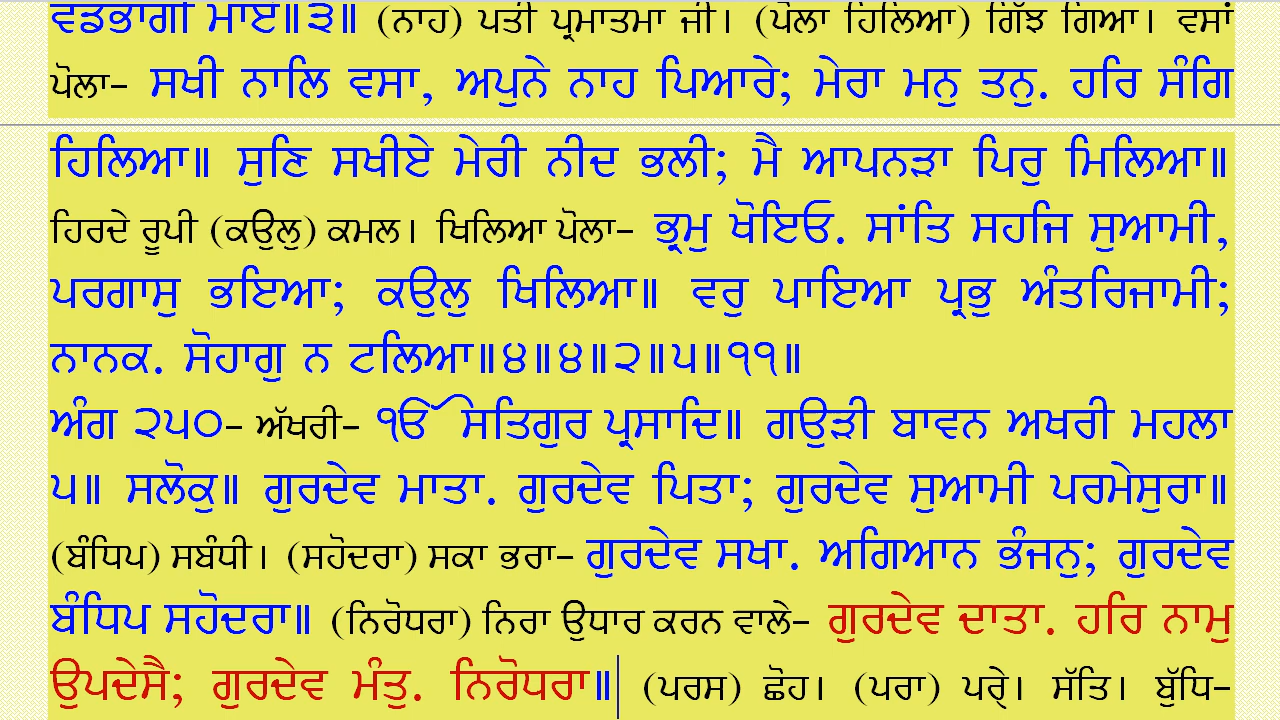 ਵਡਭਾਗੀ ਮਾਏ॥੩॥ (ਨਾਹ) ਪਤੀ ਪ੍ਰਮਾਤਮਾ ਜੀ। (ਪੋਲਾ ਹਿਲਿਆ) ਗਿੱਝ ਗਿਆ। ਵਸਾਂ
ਪੋਲਾ– ਸਖੀ ਨਾਲਿ ਵਸਾ, ਅਪੁਨੇ ਨਾਹ ਪਿਆਰੇ; ਮੇਰਾ ਮਨੁ ਤਨੁ. ਹਰਿ ਸੰਗਿ
ਹਿਲਿਆ॥ ਸੁਣਿ ਸਖੀਏ ਮੇਰੀ ਨੀਦ ਭਲੀ; ਮੈ ਆਪਨੜਾ ਪਿਰੁ ਮਿਲਿਆ॥
ਹਿਰਦੇ ਰੂਪੀ (ਕਉਲੁ) ਕਮਲ। ਖਿਲਿਆ ਪੋਲਾ– ਭ੍ਰਮੁ ਖੋਇਓ. ਸਾਂਤਿ ਸਹਜਿ ਸੁਆਮੀ,
ਪਰਗਾਸੁ ਭਇਆ; ਕਉਲੁ ਖਿਲਿਆ॥ ਵਰੁ ਪਾਇਆ ਪ੍ਰਭੁ ਅੰਤਰਿਜਾਮੀ;
ਨਾਨਕ. ਸੋਹਾਗੁ ਨ ਟਲਿਆ॥੪॥੪॥੨॥੫॥੧੧॥
ਅੰਗ ੨੫੦– ਅੱਖਰੀ– ੴ ਸਤਿਗੁਰ ਪ੍ਰਸਾਦਿ॥ ਗਉੜੀ ਬਾਵਨ ਅਖਰੀ ਮਹਲਾ
੫॥ ਸਲੋਕੁ॥ ਗੁਰਦੇਵ ਮਾਤਾ. ਗੁਰਦੇਵ ਪਿਤਾ; ਗੁਰਦੇਵ ਸੁਆਮੀ ਪਰਮੇਸੁਰਾ॥
(ਬੰਧਿਪ) ਸਬੰਧੀ। (ਸਹੋਦਰਾ) ਸਕਾ ਭਰਾ– ਗੁਰਦੇਵ ਸਖਾ. ਅਗਿਆਨ ਭੰਜਨੁ; ਗੁਰਦੇਵ
ਬੰਧਿਪ ਸਹੋਦਰਾ॥ (ਨਿਰੋਧਰਾ) ਨਿਰਾ ਉਧਾਰ ਕਰਨ ਵਾਲੇ– ਗੁਰਦੇਵ ਦਾਤਾ. ਹਰਿ ਨਾਮੁ
ਉਪਦੇਸੈ; ਗੁਰਦੇਵ ਮੰਤੁ. ਨਿਰੋਧਰਾ॥ (ਪਰਸ) ਛੋਹ। (ਪਰਾ) ਪਰ੍ਹੇ। ਸੱਤਿ। ਬੁੱਧਿ–